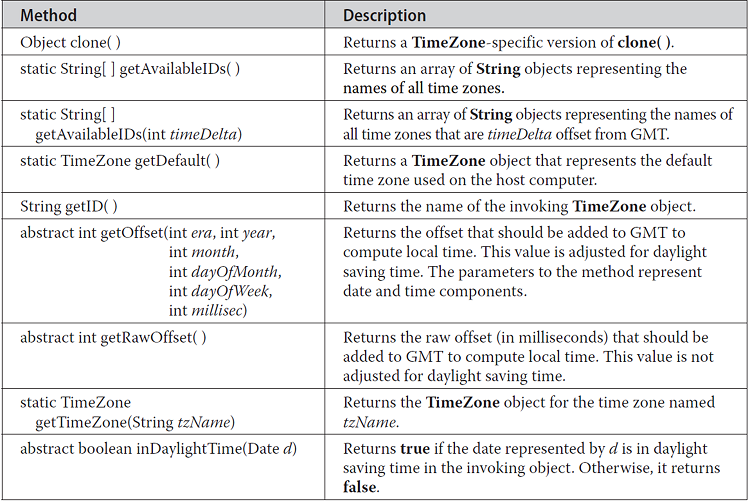 Method Description
Object clone( ) Returns a TimeZone-specific version of clone( ).
static String[ ] getAvailableIDs( ) Returns an array of String objects representing the
names of all time zones.
static String[ ]
getAvailableIDs(int timeDelta)
Returns an array of String objects representing the names of
all time zones that are timeDelta offset from GMT.
static TimeZone getDefault( ) Returns a TimeZone object that represents the default
time zone used on the host computer.
String getID( ) Returns the name of the invoking TimeZone object.
abstract int getOffset(int era, int year,
int month,
int dayOfMonth,
int dayOfWeek,
int millisec)
Returns the offset that should be added to GMT to
compute local time. This value is adjusted for daylight
saving time. The parameters to the method represent
date and time components.
abstract int getRawOffset( ) Returns the raw offset (in milliseconds) that should be
added to GMT to compute local time. This value is not
adjusted for daylight saving time.
static TimeZone
getTimeZone(String tzName)
Returns the TimeZone object for the time zone named
tzName.
abstract boolean inDaylightTime(Date d) Returns true if the date represented by d is in daylight
saving time in the invoking object. Otherwise, it returns
false.